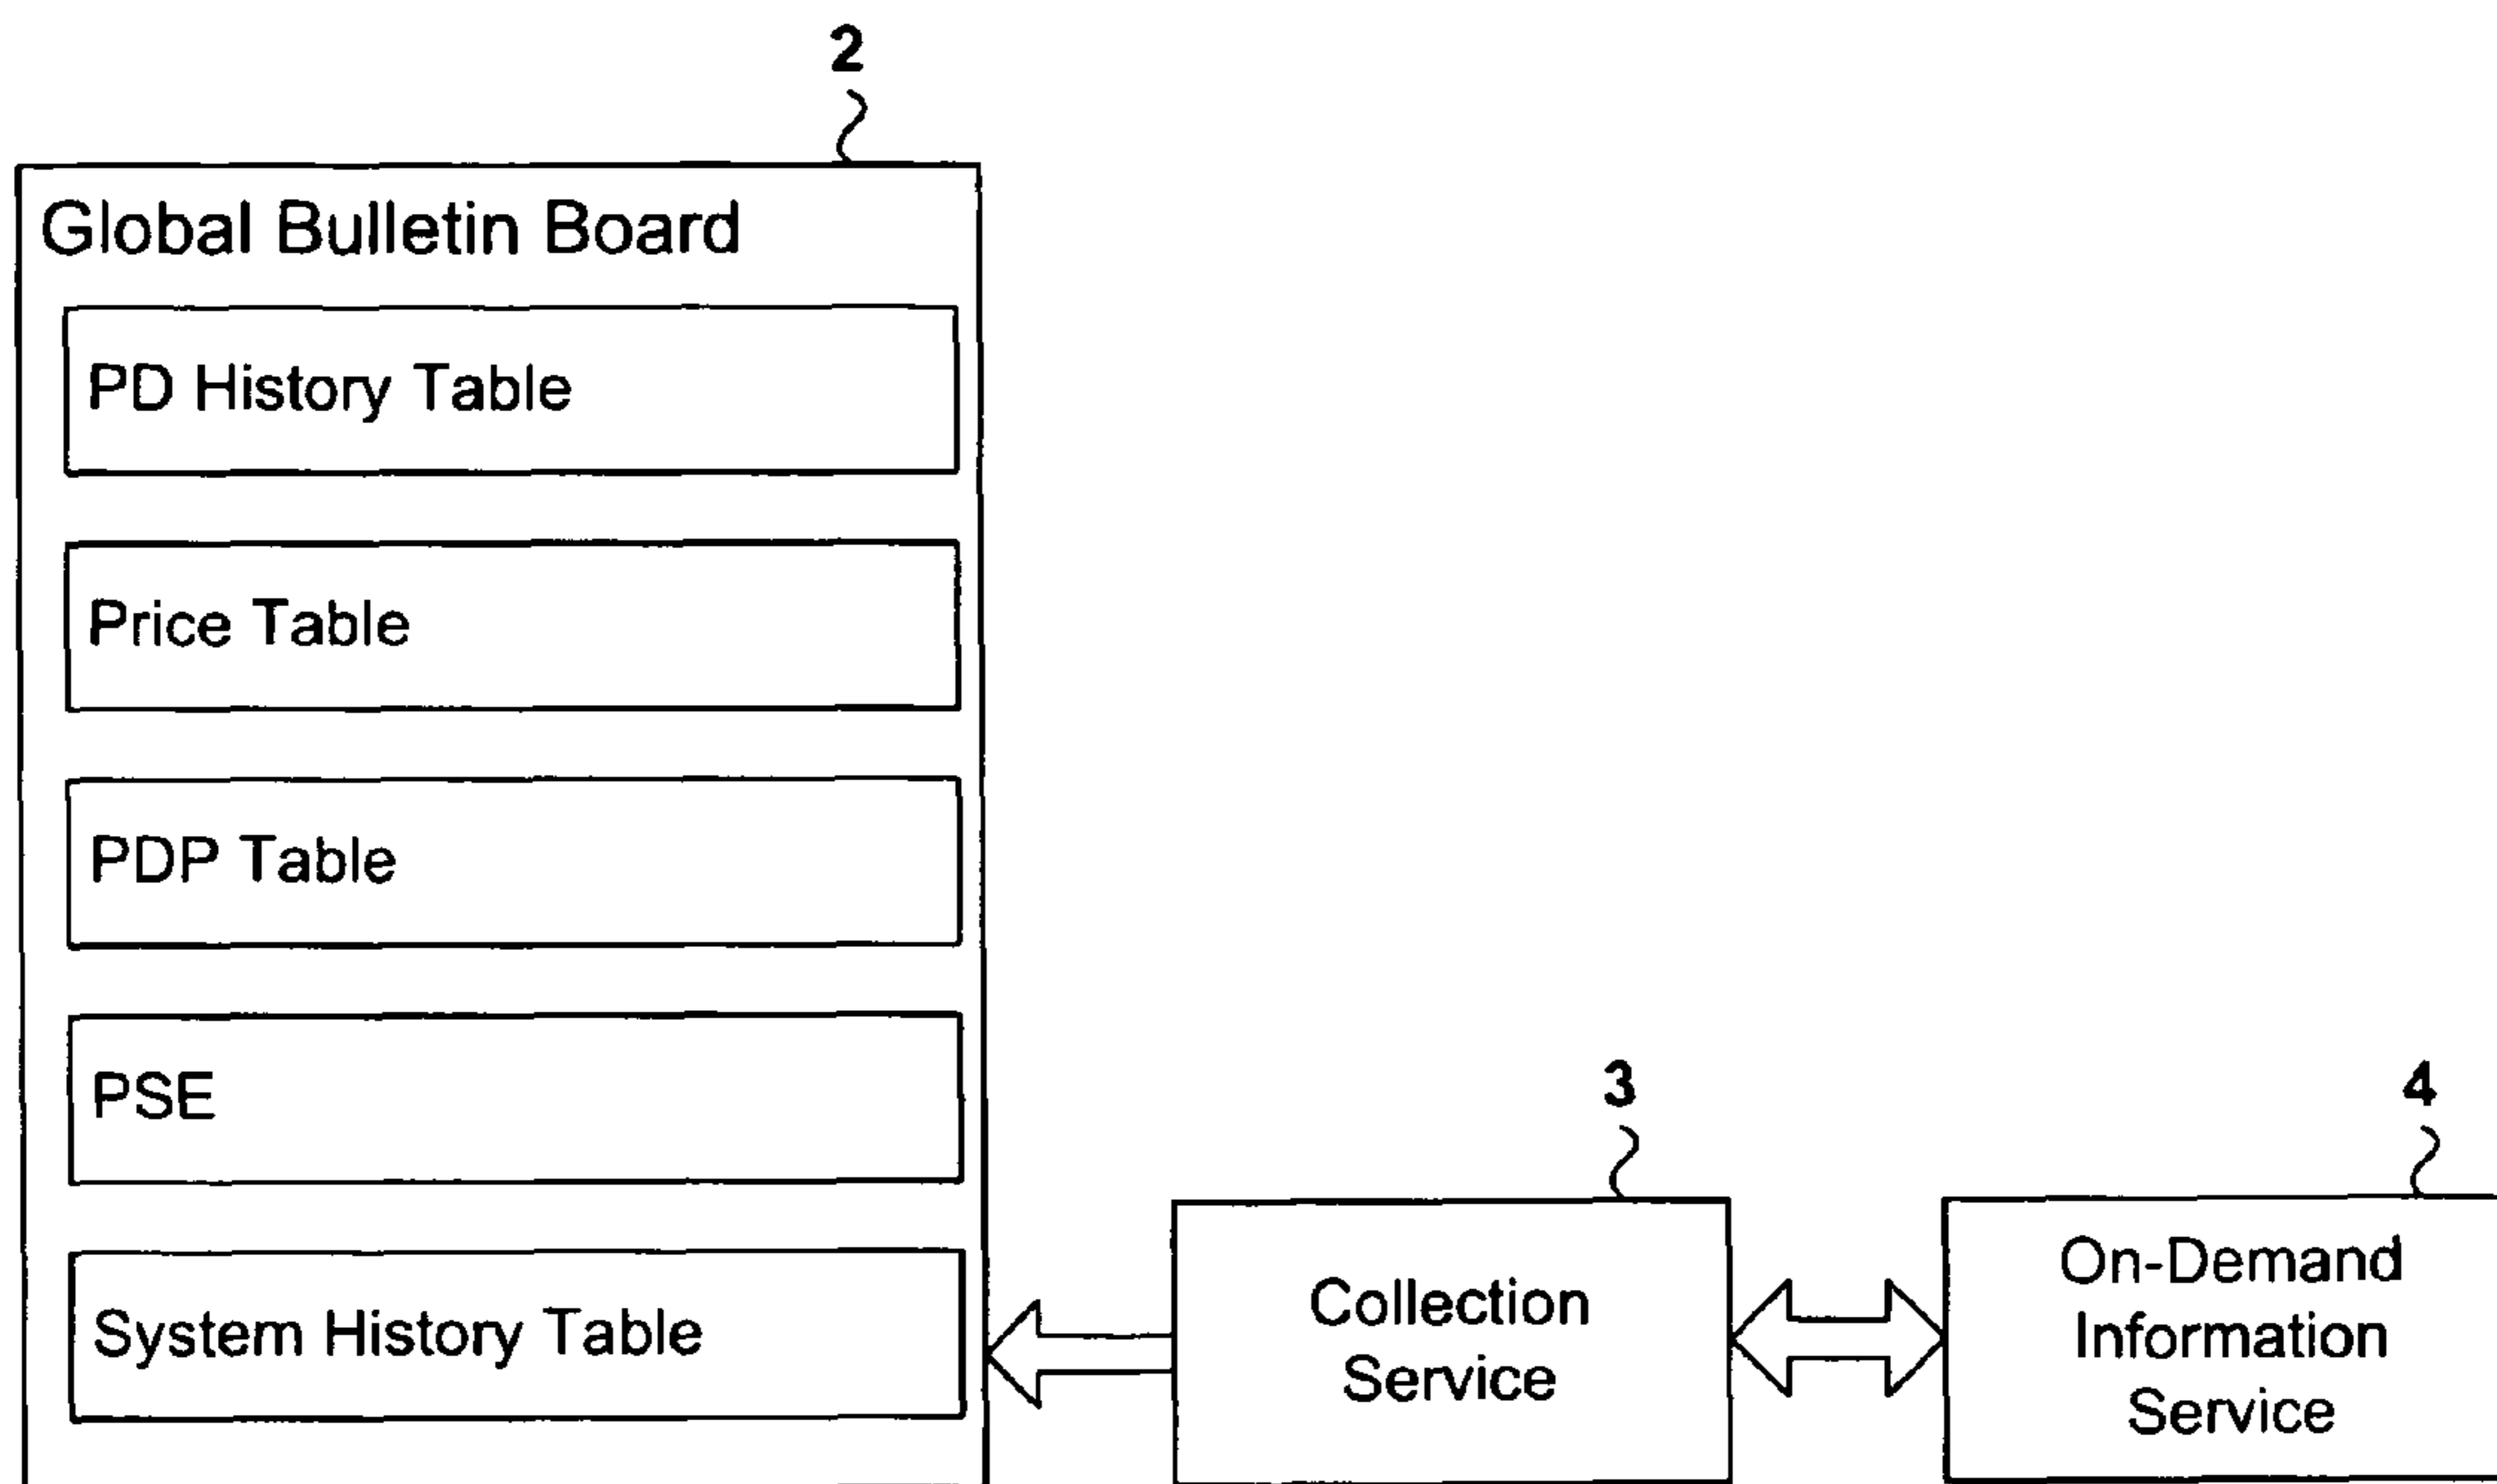 2
Global Bulletin Board
PD History Table
Price Table
PDP Table
PSE
System History Table
3
Collection
Service
4
On-Demand
Information
Service